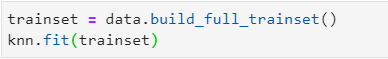 trainset = data.build_full_trainset()
knn.fit(trainset)